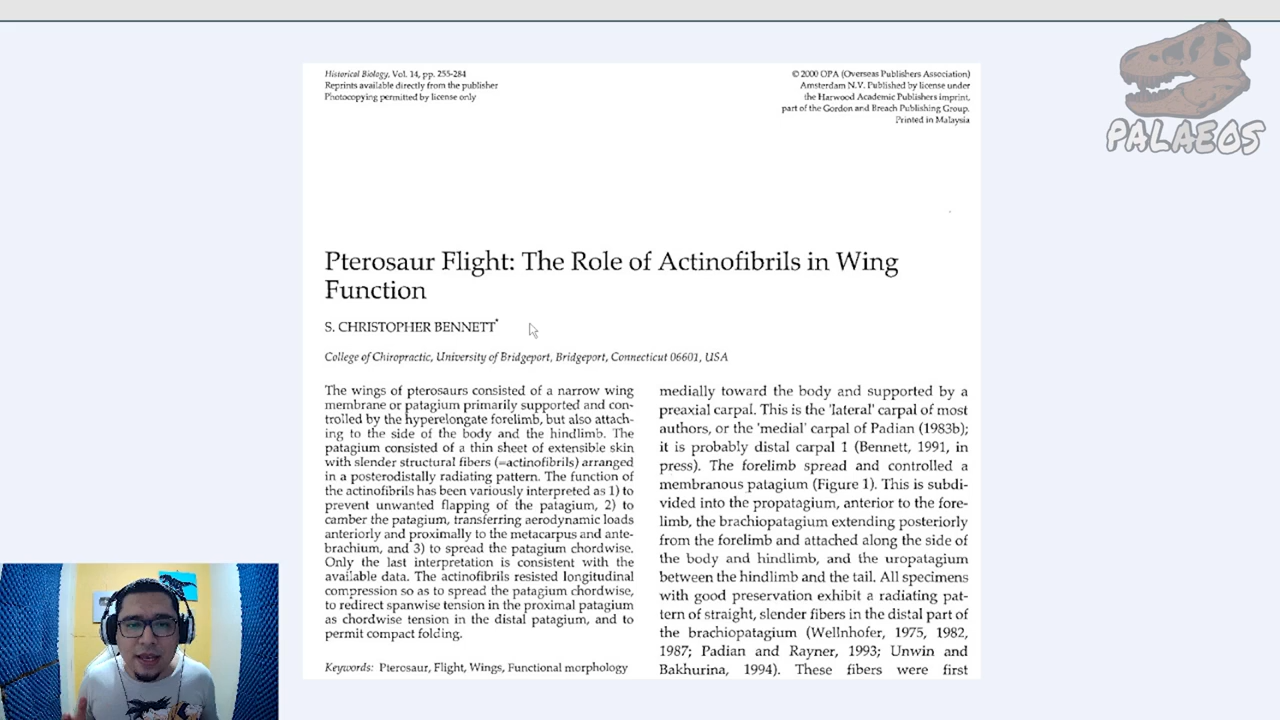 Historical Biology, Vol. 14, pp. 255-284
Reprints available directly from the publisher
Photocopying permitted by license only
© 2000 OPA (Overseas Publishers Association)
Amsterdam N.V. Published by license under
the Harwood Academic Publishers imprint,
part of the Gordon and Breach Publishing Group.
Printed in Malaysia
PALAEOS
Pterosaur Flight: The Role of Actinofibrils in Wing
Function
S. CHRISTOPHER BENNETT*
College of Chiropractic, University of Bridgeport, Bridgeport, Connecticut 06601, USA
The wings of pterosaurs consisted of a narrow wing
membrane or patagium primarily supported and con-
trolled by the hyperelongate forelimb, but also attach-
ing to the side of the body and the hindlimb. The
patagium consisted of a thin sheet of extensible skin
with slender structural fibers (=actinofibrils) arranged
in a posterodistally radiating pattern. The function of
the actinofibrils has been variously interpreted as 1) to
prevent unwanted flapping of the patagium, 2) to
camber the patagium, transferring aerodynamic loads
anteriorly and proximally to the metacarpus and ante-
brachium, and 3) to spread the patagium chordwise.
Only the last interpretation is consistent with the
available data. The actinofibrils resisted longitudinal
compression so as to spread the patagium chordwise,
to redirect spanwise tension in the proximal patagium
as chordwise tension in the distal patagium, and to
permit compact folding.
Keywords: Pterosaur, Flight, Wings, Functional morphology
medially toward the body and supported by a
preaxial carpal. This is the 'lateral' carpal of most
authors, or the 'medial' carpal of Padian (1983b);
it is probably distal carpal 1 (Bennett, 1991, in
press). The forelimb spread and controlled a
membranous patagium (Figure 1). This is subdi-
vided into the propatagium, anterior to the fore-
limb, the brachiopatagium extending posteriorly
from the forelimb and attached along the side of
the body and hindlimb, and the uropatagium
between the hindlimb and the tail. All specimens
with good preservation exhibit a radiating pat-
tern of straight, slender fibers in the distal part of
the brachiopatagium (Wellnhofer, 1975, 1982,
1987; Padian and Rayner, 1993; Unwin and
Bakhurina, 1994). These fibers were first